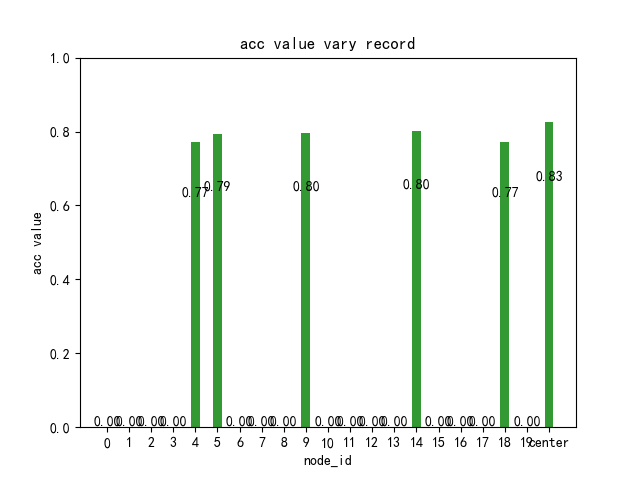 acc value vary record
1.0
0.8
0.6
0.4
0.2
0.0
acc value
0.00 0.00 0.00 0.00 0.77 0.79 0.00 0.00 0.00 0.80 0.00 0.00 0.00 0.00 0.80 0.00 0.00 0.00 0.77 0.00 0.83
0 1 2 3 4 5 6 7 8 9 10 11 12 13 14 15 16 17 18 19 center
node_id